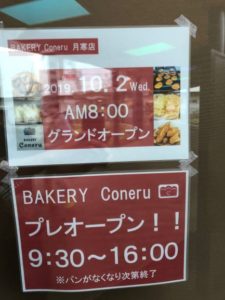 BAKERY Coneru 月寒店
2019.10.2 Wed.
AM8:00
グランドオープン
BAKERY
Coneru
BAKERY Coneru
プレオープン！！
9:30～16:00
※パンがなくなり次第終了